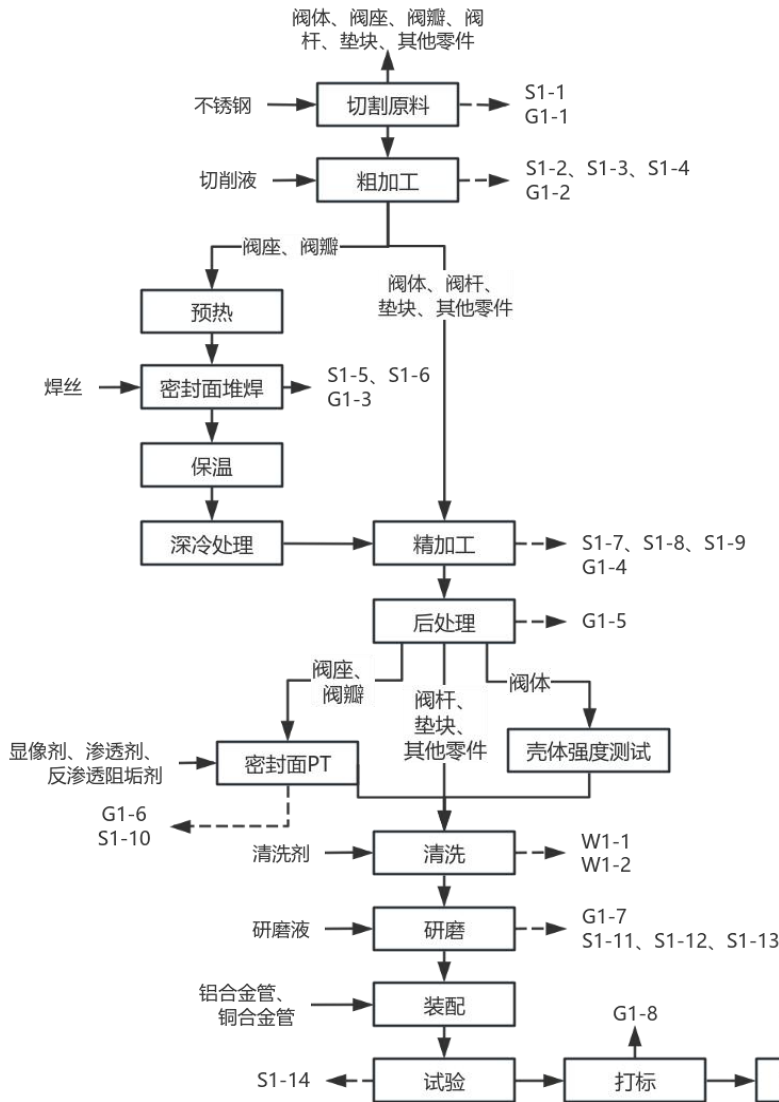 阀体、阀座、阀瓣、阀
杆、垫块、其他零件
不锈钢
切割原料
S1-1
G1-1
切削液
粗加工
S1-2、S1-3、S1-4
G1-2
阀座、阀瓣
阀体、阀杆、
垫块、其他零件
预热
焊丝
密封面堆焊
S1-5、S1-6
G1-3
保温
深冷处理
精加工
S1-7、S1-8、S1-9
G1-4
后处理
G1-5
阀座、
阀瓣
阀杆、
垫块、
其他零件
阀体
显像剂、渗透剂、
反渗透阻垢剂
密封面PT
壳体强度测试
G1-6
S1-10
清洗剂
清洗
W1-1
W1-2
研磨液
研磨
G1-7
S1-11、S1-12、S1-13
铝合金管、
铜合金管
装配
G1-8
S1-14
试验
打标